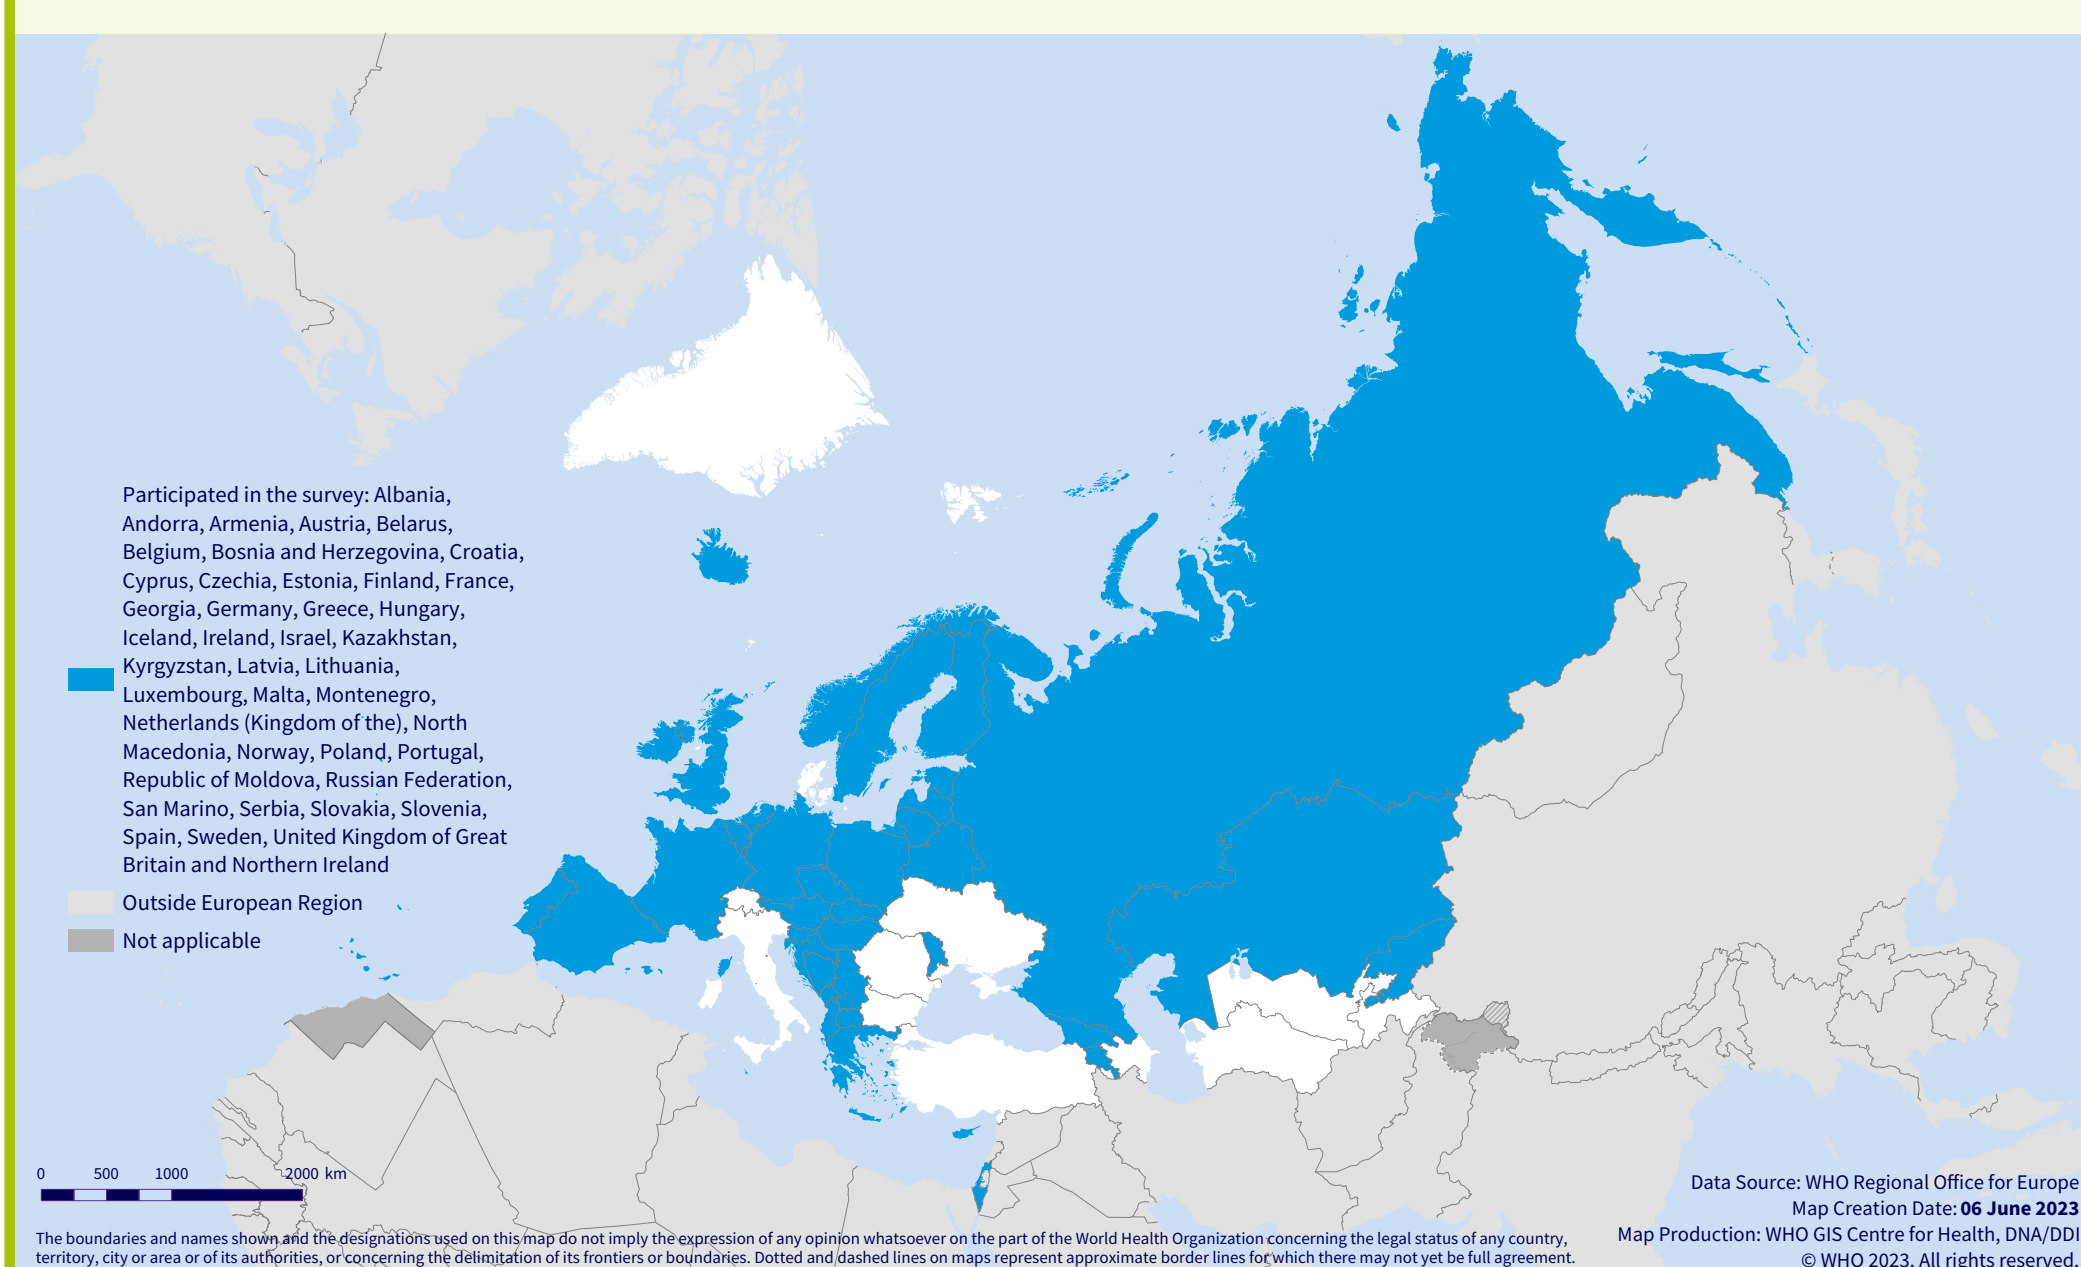 Participated in the survey: Albania,
Andorra, Armenia, Austria, Belarus,
Belgium, Bosnia and Herzegovina, Croatia,
Cyprus, Czechia, Estonia, Finland, France,
Georgia, Germany, Greece, Hungary,
Iceland, Ireland, Israel, Kazakhstan,
Kyrgyzstan, Latvia, Lithuania,
Luxembourg, Malta, Montenegro,
Netherlands (Kingdom of the), North
Macedonia, Norway, Poland, Portugal,
Republic of Moldova, Russian Federation,
San Marino, Serbia, Slovakia, Slovenia,
Spain, Sweden, United Kingdom of Great
Britain and Northern Ireland
Outside European Region
Not applicable
0 500 1000 2000 km
Data Source: WHO Regional Office for Europe
Map Creation Date: 06 June 2023
Map Production: WHO GIS Centre for Health, DNA/DDI
© WHO 2023. All rights reserved.
The boundaries and names shown and the designations used on this map do not imply the expression of any opinion whatsoever on the part of the World Health Organization concerning the legal status of any country,
territory, city or area or of its authorities, or concerning the delimitation of its frontiers or boundaries. Dotted and dashed lines on maps represent approximate border lines for which there may not yet be full agreement.